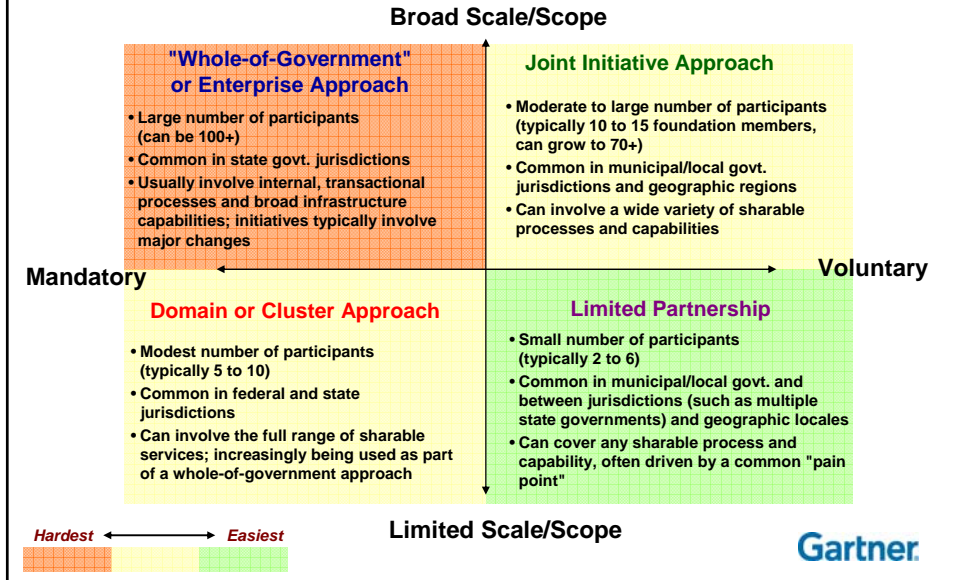 Broad Scale/Scope
"Whole-of-Government"
or Enterprise Approach
• Large number of participants
(can be 100+)
• Common in state govt. jurisdictions
• Usually involve internal, transactional
processes and broad infrastructure
capabilities; initiatives typically involve
major changes
Joint Initiative Approach
• Moderate to large number of participants
(typically 10 to 15 foundation members,
can grow to 70+)
• Common in municipal/local govt.
jurisdictions and geographic regions
• Can involve a wide variety of sharable
processes and capabilities
Mandatory
Voluntary
Domain or Cluster Approach
• Modest number of participants
(typically 5 to 10)
• Common in federal and state
jurisdictions
• Can involve the full range of sharable
services; increasingly being used as part
of a whole-of-government approach
Limited Partnership
• Small number of participants
(typically 2 to 6)
• Common in municipal/local govt. and
between jurisdictions (such as multiple
state governments) and geographic locales
• Can cover any sharable process and
capability, often driven by a common "pain
point"
Limited Scale/Scope
Hardest
Easiest
Gartner